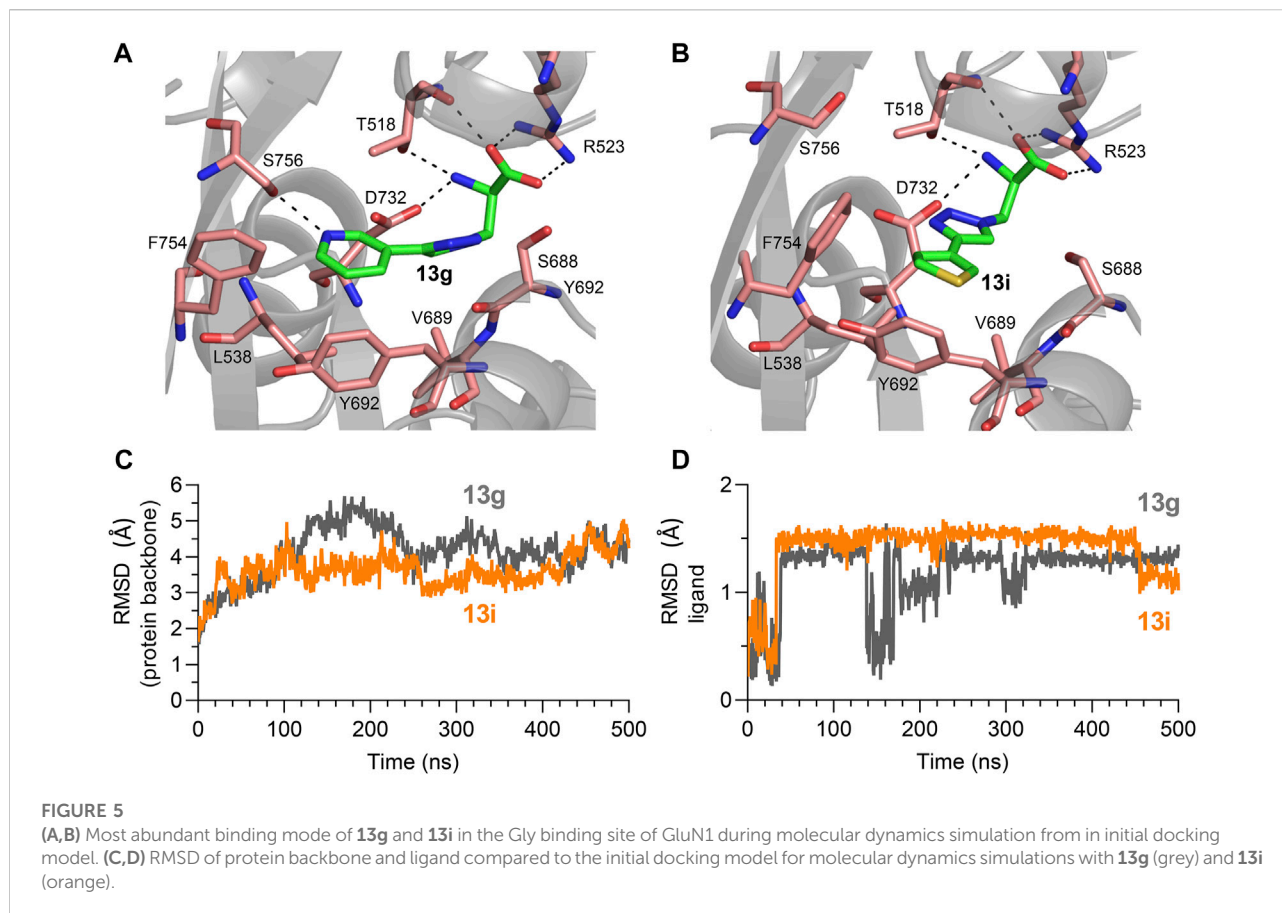 A
T518
R523
S756
D732
F754
13g
S688
Y692
V689
L538
Y692
B
T518
R523
S756
D732
F754
13i
S688
V689
L538
Y692
C
RMSD (Å)
(protein backbone)
6
5
4
3
2
1
0
13g
13i
0 100 200 300 400 500
Time (ns)
D
RMSD (Å)
ligand
2
1
0
13g
13i
0 100 200 300 400 500
Time (ns)
FIGURE 5
(A,B) Most abundant binding mode of 13g and 13i in the Gly binding site of GluN1 during molecular dynamics simulation from in initial docking
model. (C,D) RMSD of protein backbone and ligand compared to the initial docking model for molecular dynamics simulations with 13g (grey) and 13i
(orange).